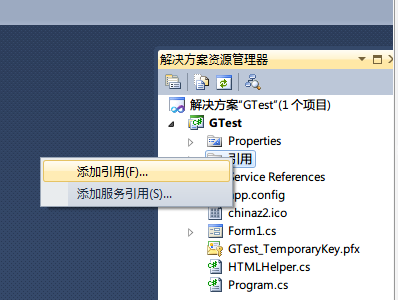 解决方案资源管理器
解决方案"GTest"(1 个项目)
GTest
Properties
引用
添加引用(F)...
Service References
添加服务引用(S)...
app.config
chinaz2.ico
Form1.cs
GTest_TemporaryKey.pfx
HTMLHelper.cs
Program.cs